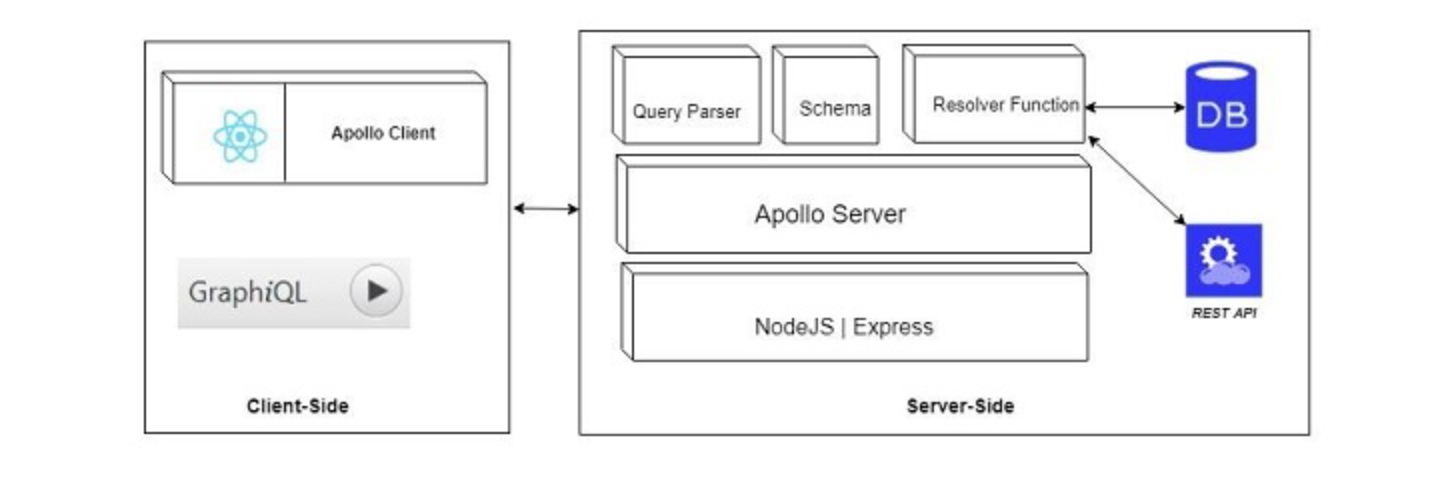 Apollo Client
GraphiQL
Client-Side
Query Parser
Schema
Resolver Function
DB
Apollo Server
REST API
NodeJS | Express
Server-Side